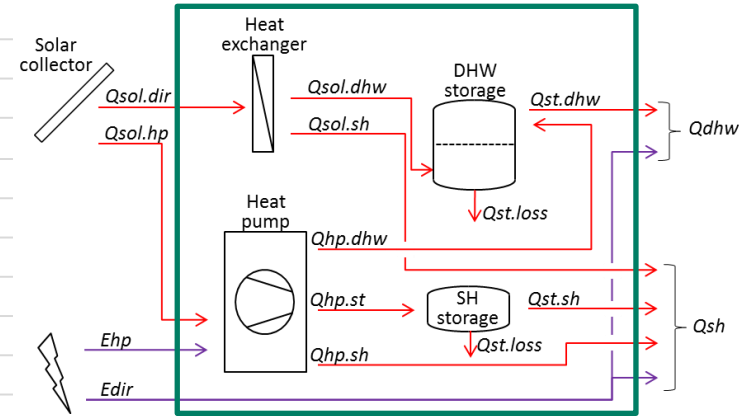 Heat
exchanger
Solar
collector
Qsol.dir
Qsol.hp
Qsol.dhw
Qsol.sh
DHW
storage
Qst.dhw
Qdhw
Qst.loss
Heat
pump
Qhp.dhw
Qhp.st
SH
storage
Qst.sh
Qsh
Qst.loss
Qhp.sh
Ehp
Edir